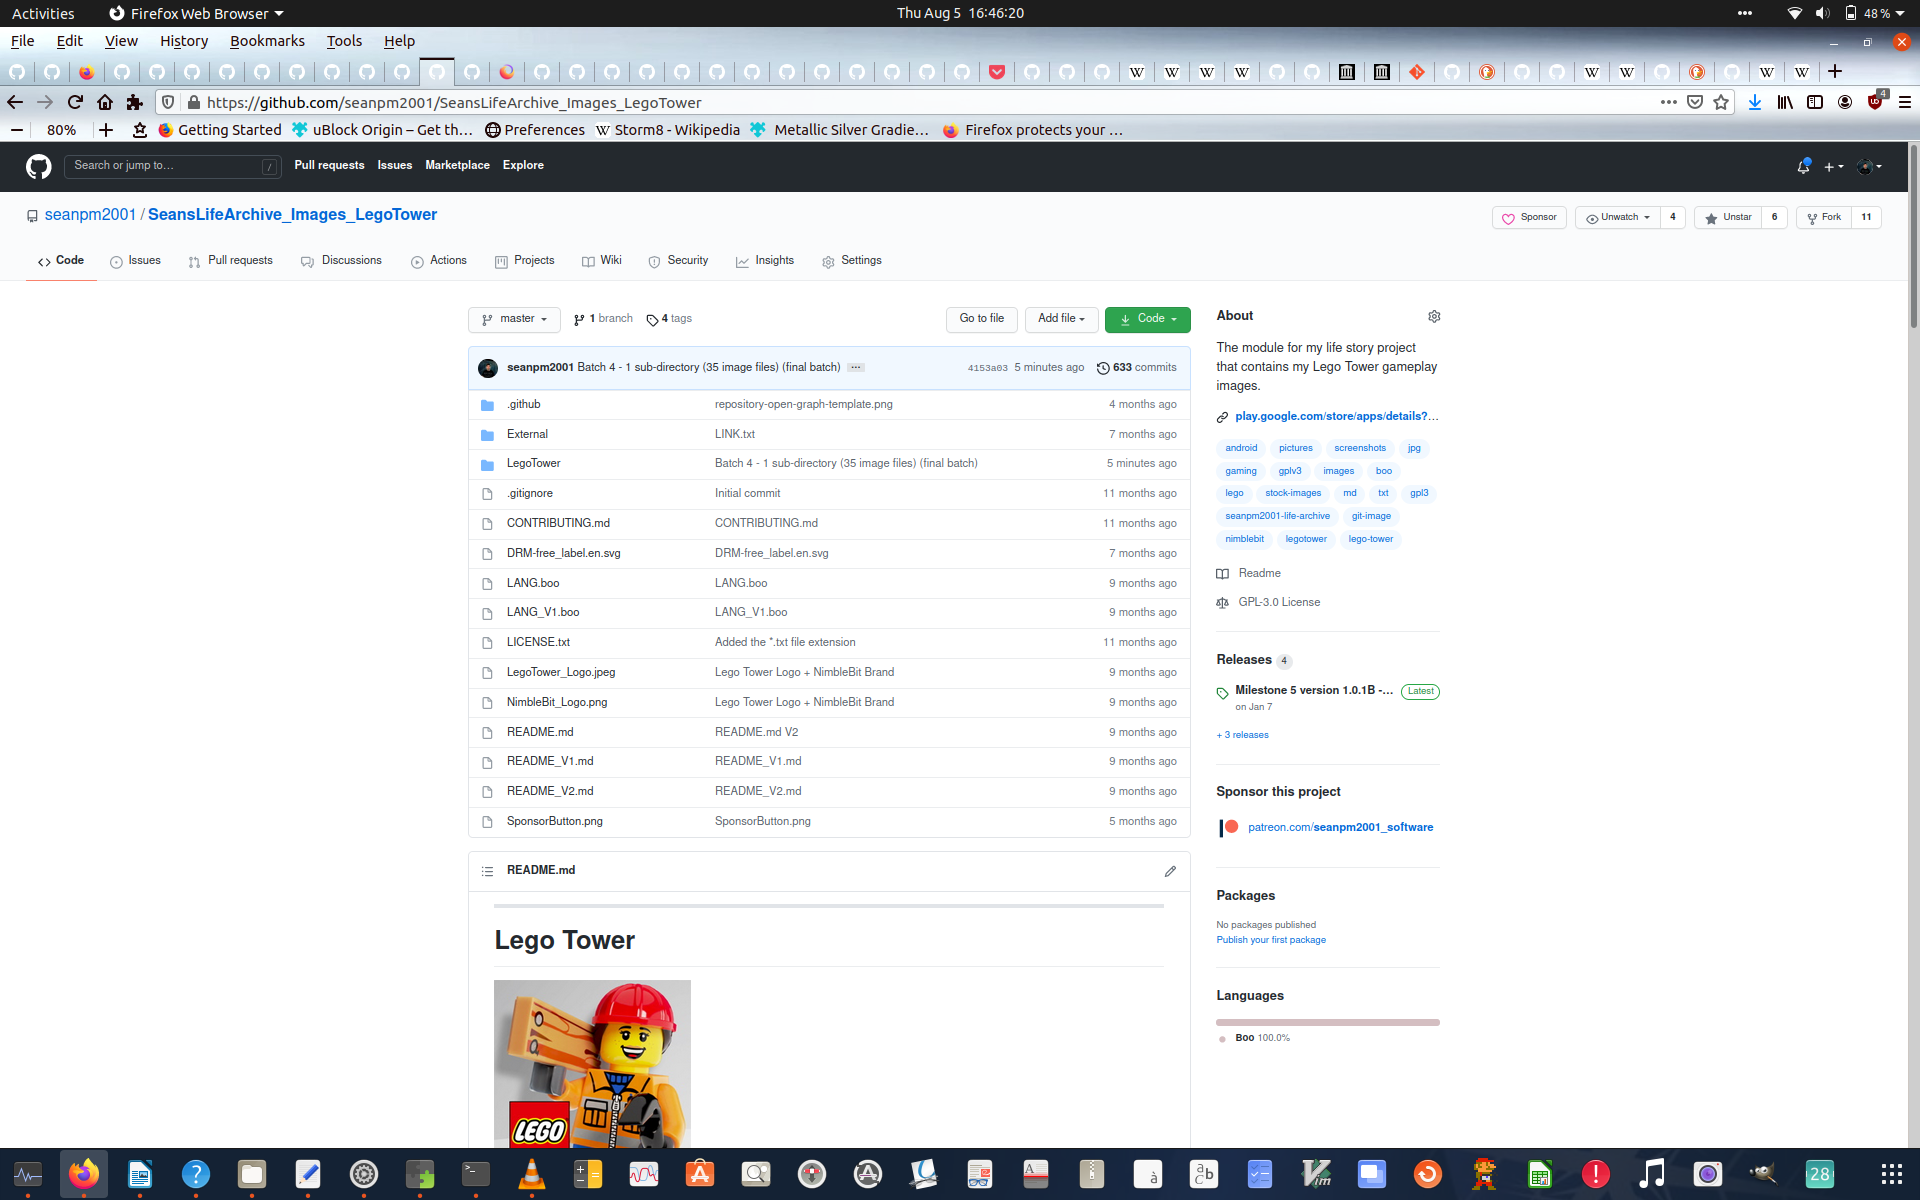 Activities Firefox Web Browser Thu Aug 5 16:46:20 48 %
File Edit View History Bookmarks Tools Help
https://github.com/seanpm2001/SeansLifeArchive_Images_LegoTower 4
80% Getting Started uBlock Origin – Get th… Preferences Storm8 - Wikipedia Metallic Silver Gradie… Firefox protects your …
Search or jump to… / Pull requests Issues Marketplace Explore
seanpm2001 / SeansLifeArchive_Images_LegoTower Sponsor Unwatch 4 Unstar 6 Fork 11
Code Issues Pull requests Discussions Actions Projects Wiki Security Insights Settings
master 1 branch 4 tags Go to file Add file Code
seanpm2001 Batch 4 - 1 sub-directory (35 image files) (final batch) ... 4153a03 5 minutes ago 633 commits
.github repository-open-graph-template.png 4 months ago
External LINK.txt 7 months ago
LegoTower Batch 4 - 1 sub-directory (35 image files) (final batch) 5 minutes ago
.gitignore Initial commit 11 months ago
CONTRIBUTING.md CONTRIBUTING.md 11 months ago
DRM-free_label.en.svg DRM-free_label.en.svg 7 months ago
LANG.boo LANG.boo 9 months ago
LANG_V1.boo LANG_V1.boo 9 months ago
LICENSE.txt Added the *.txt file extension 11 months ago
LegoTower_Logo.jpeg Lego Tower Logo + NimbleBit Brand 9 months ago
NimbleBit_Logo.png Lego Tower Logo + NimbleBit Brand 9 months ago
README.md README.md V2 9 months ago
README_V1.md README_V1.md 9 months ago
README_V2.md README_V2.md 9 months ago
SponsorButton.png SponsorButton.png 5 months ago
README.md
Lego Tower
LEGO
About
The module for my life story project
that contains my Lego Tower gameplay
images.
play.google.com/store/apps/details?…
android pictures screenshots jpg
gaming gplv3 images boo
lego stock-images md txt gpl3
seanpm2001-life-archive git-image
nimblebit legotower lego-tower
Readme
GPL-3.0 License
Releases 4
Milestone 5 version 1.0.1B -… Latest
on Jan 7
+ 3 releases
Sponsor this project
patreon.com/seanpm2001_software
Packages
No packages published
Publish your first package
Languages
Boo 100.0%
28